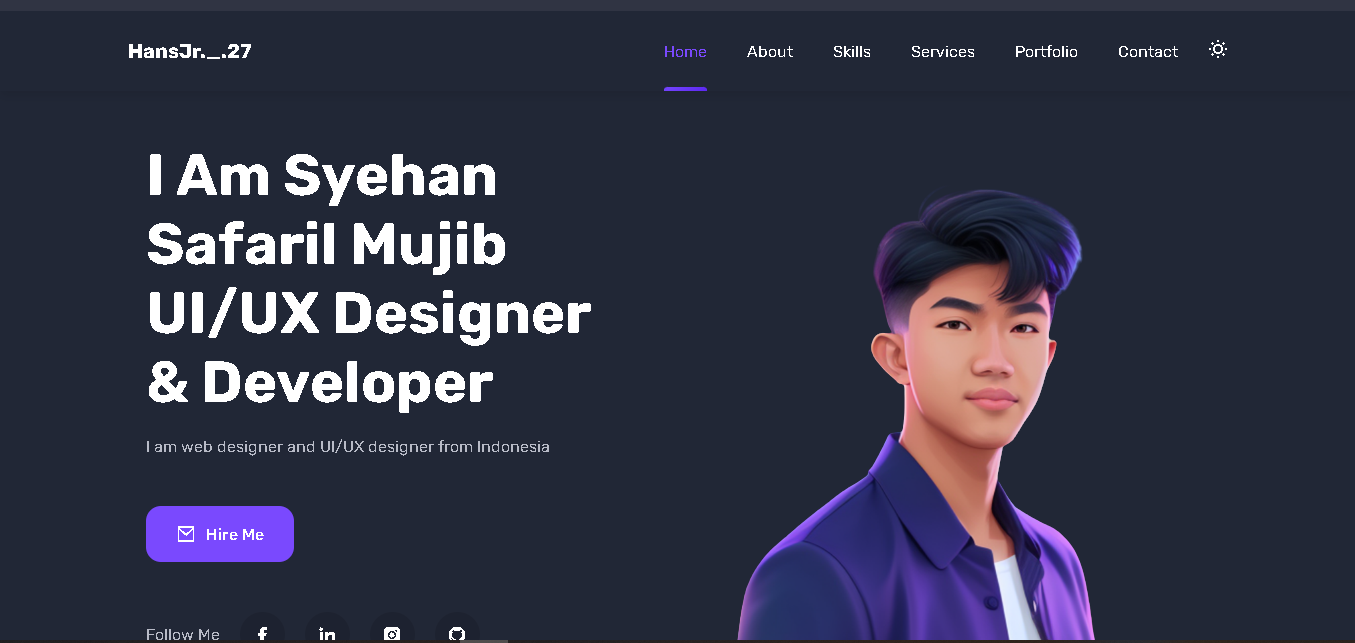 HansJr._.27
Home About Skills Services Portfolio Contact
I Am Syehan
Safaril Mujib
UI/UX Designer
& Developer
I am web designer and UI/UX designer from Indonesia
Hire Me
Follow Me